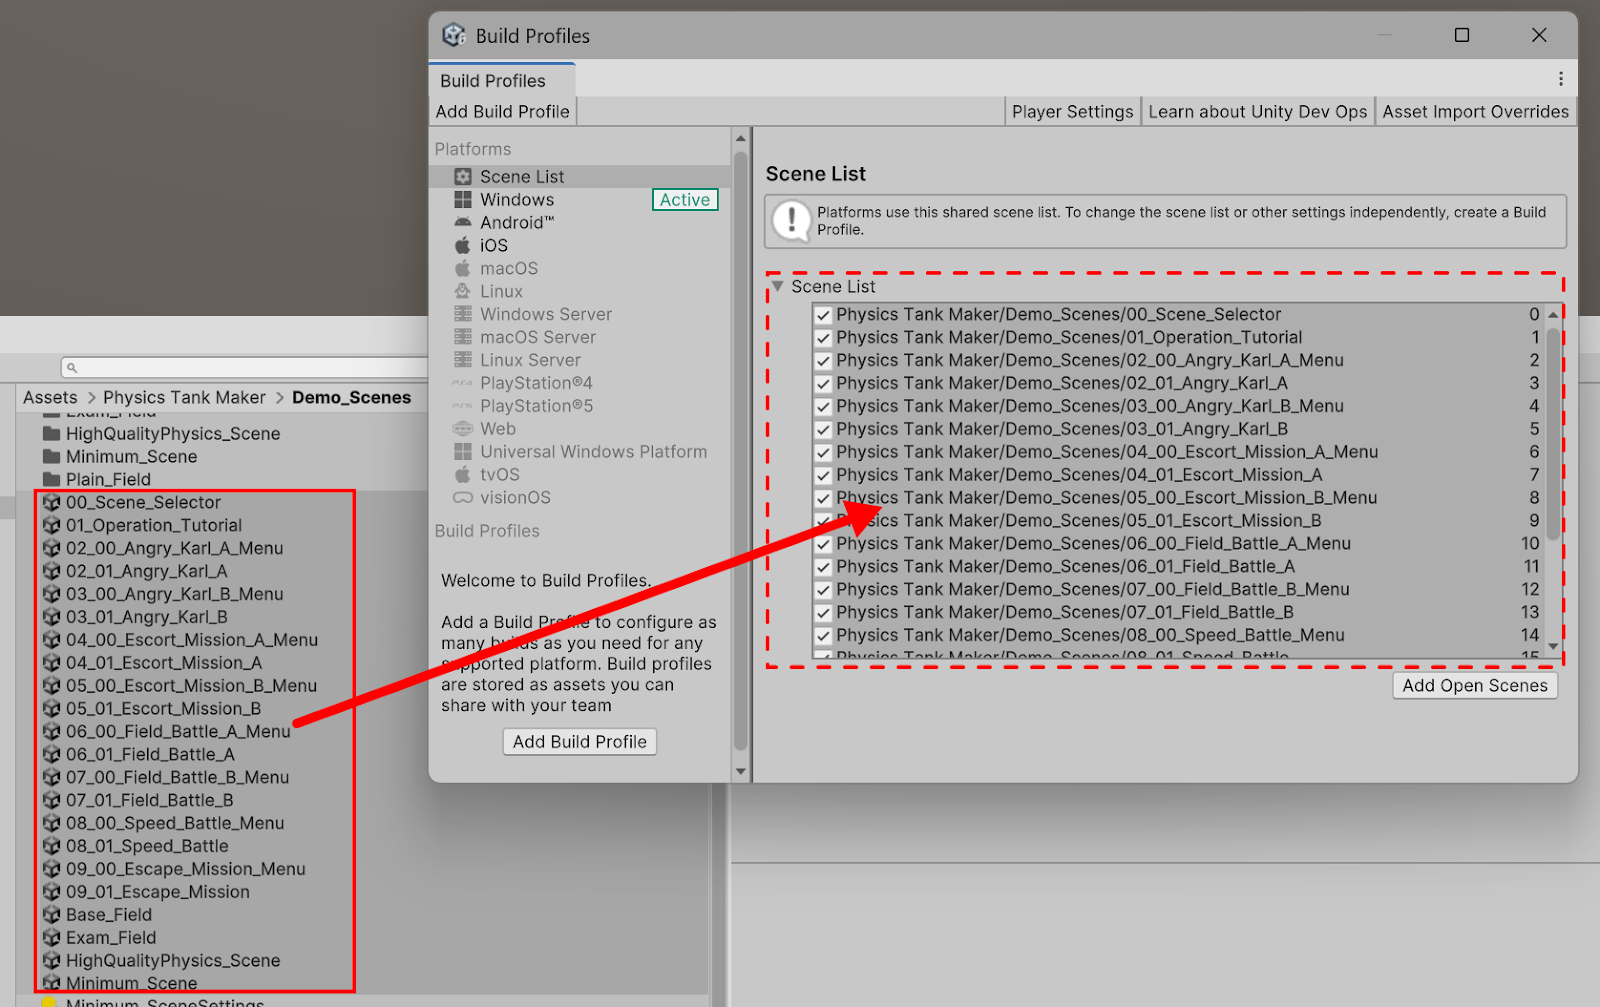 Build Profiles
Build Profiles
Add Build Profile
Player Settings
Learn about Unity Dev Ops
Asset Import Overrides
Platforms
Scene List
Windows
Active
Android™
iOS
macOS
Linux
Windows Server
macOS Server
Linux Server
PlayStation®4
PlayStation®5
Web
Universal Windows Platform
tvOS
visionOS
Build Profiles
Welcome to Build Profiles.
Add a Build Profile to configure as
many builds as you need for any
supported platform. Build profiles
are stored as assets you can
share with your team
Add Build Profile
Scene List
Platforms use this shared scene list. To change the scene list or other settings independently, create a Build
Profile.
Scene List
Physics Tank Maker/Demo_Scenes/00_Scene_Selector 0
Physics Tank Maker/Demo_Scenes/01_Operation_Tutorial 1
Physics Tank Maker/Demo_Scenes/02_00_Angry_Karl_A_Menu 2
Physics Tank Maker/Demo_Scenes/02_01_Angry_Karl_A 3
Physics Tank Maker/Demo_Scenes/03_00_Angry_Karl_B_Menu 4
Physics Tank Maker/Demo_Scenes/03_01_Angry_Karl_B 5
Physics Tank Maker/Demo_Scenes/04_00_Escort_Mission_A_Menu 6
Physics Tank Maker/Demo_Scenes/04_01_Escort_Mission_A 7
Physics Tank Maker/Demo_Scenes/05_00_Escort_Mission_B_Menu 8
Physics Tank Maker/Demo_Scenes/05_01_Escort_Mission_B 9
Physics Tank Maker/Demo_Scenes/06_00_Field_Battle_A_Menu 10
Physics Tank Maker/Demo_Scenes/06_01_Field_Battle_A 11
Physics Tank Maker/Demo_Scenes/07_00_Field_Battle_B_Menu 12
Physics Tank Maker/Demo_Scenes/07_01_Field_Battle_B 13
Physics Tank Maker/Demo_Scenes/08_00_Speed_Battle_Menu 14
Physics Tank Maker/Demo_Scenes/08_01_Speed_Battle 15
Add Open Scenes
Assets > Physics Tank Maker > Demo_Scenes
Exam_Field
HighQualityPhysics_Scene
Minimum_Scene
Plain_Field
00_Scene_Selector
01_Operation_Tutorial
02_00_Angry_Karl_A_Menu
02_01_Angry_Karl_A
03_00_Angry_Karl_B_Menu
03_01_Angry_Karl_B
04_00_Escort_Mission_A_Menu
04_01_Escort_Mission_A
05_00_Escort_Mission_B_Menu
05_01_Escort_Mission_B
06_00_Field_Battle_A_Menu
06_01_Field_Battle_A
07_00_Field_Battle_B_Menu
07_01_Field_Battle_B
08_00_Speed_Battle_Menu
08_01_Speed_Battle
09_00_Escape_Mission_Menu
09_01_Escape_Mission
Base_Field
Exam_Field
HighQualityPhysics_Scene
Minimum_Scene
Minimum_SceneSettings